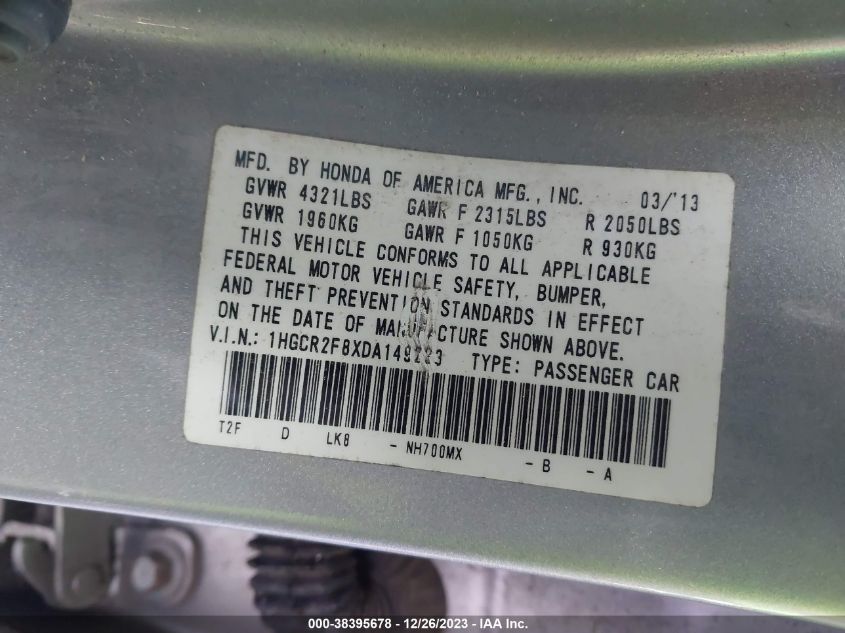 MFD. BY HONDA OF AMERICA MFG., INC. 03/'13
GVWR 4321LBS GAWR F 2315LBS R 2050LBS
GVWR 1960KG GAWR F 1050KG R 930KG
THIS VEHICLE CONFORMS TO ALL APPLICABLE
FEDERAL MOTOR VEHICLE SAFETY, BUMPER,
AND THEFT PREVENTION STANDARDS IN EFFECT
ON THE DATE OF MANUFACTURE SHOWN ABOVE.
V.I.N.: 1HGCR2F8XDA149223 TYPE: PASSENGER CAR
T2F D LK8 - NH700MX - B - A
000-38395678 - 12/26/2023 - IAA Inc.